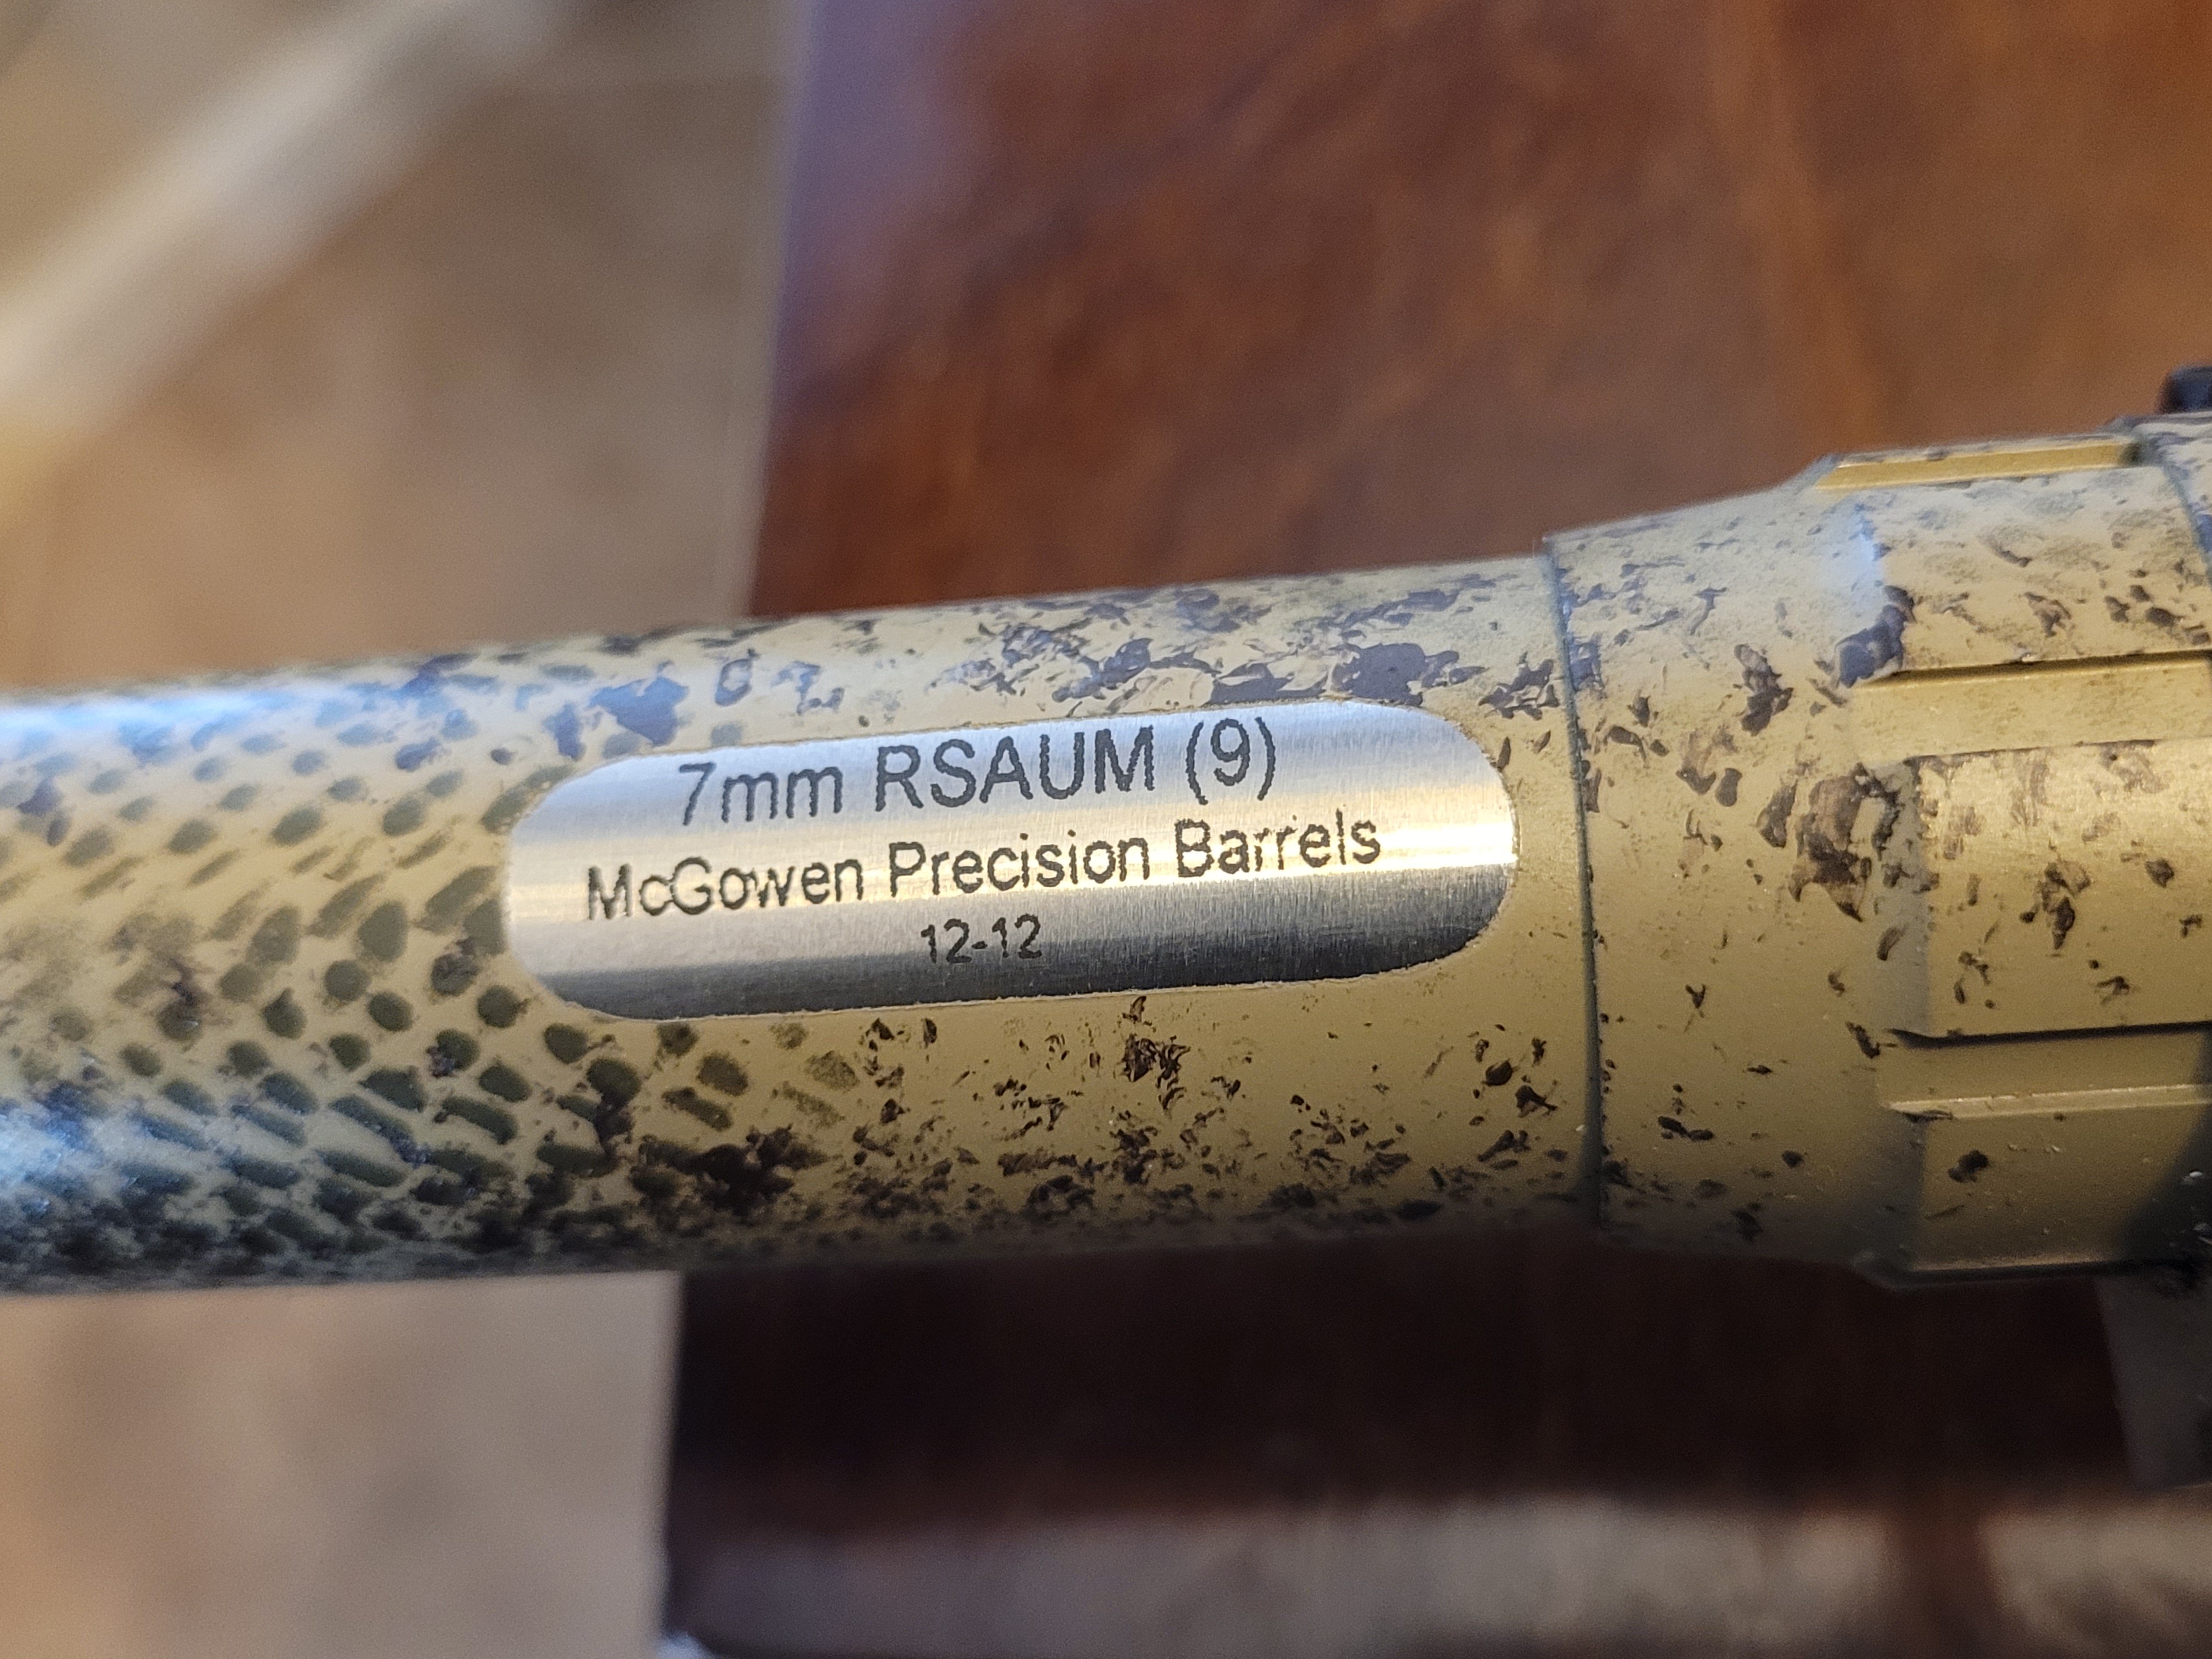 7mm RSAUM (9)
McGowen Precision Barrels
12-12